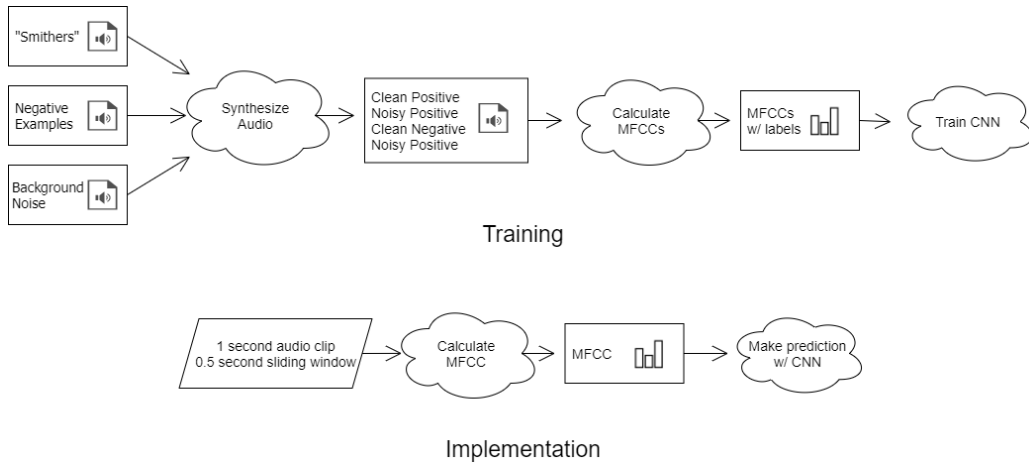 "Smithers"
Negative
Examples
Background
Noise
Synthesize
Audio
Clean Positive
Noisy Positive
Clean Negative
Noisy Positive
Calculate
MFCCs
MFCCs
w/ labels
Train CNN
Training
1 second audio clip
0.5 second sliding window
Calculate
MFCC
MFCC
Make prediction
w/ CNN
Implementation